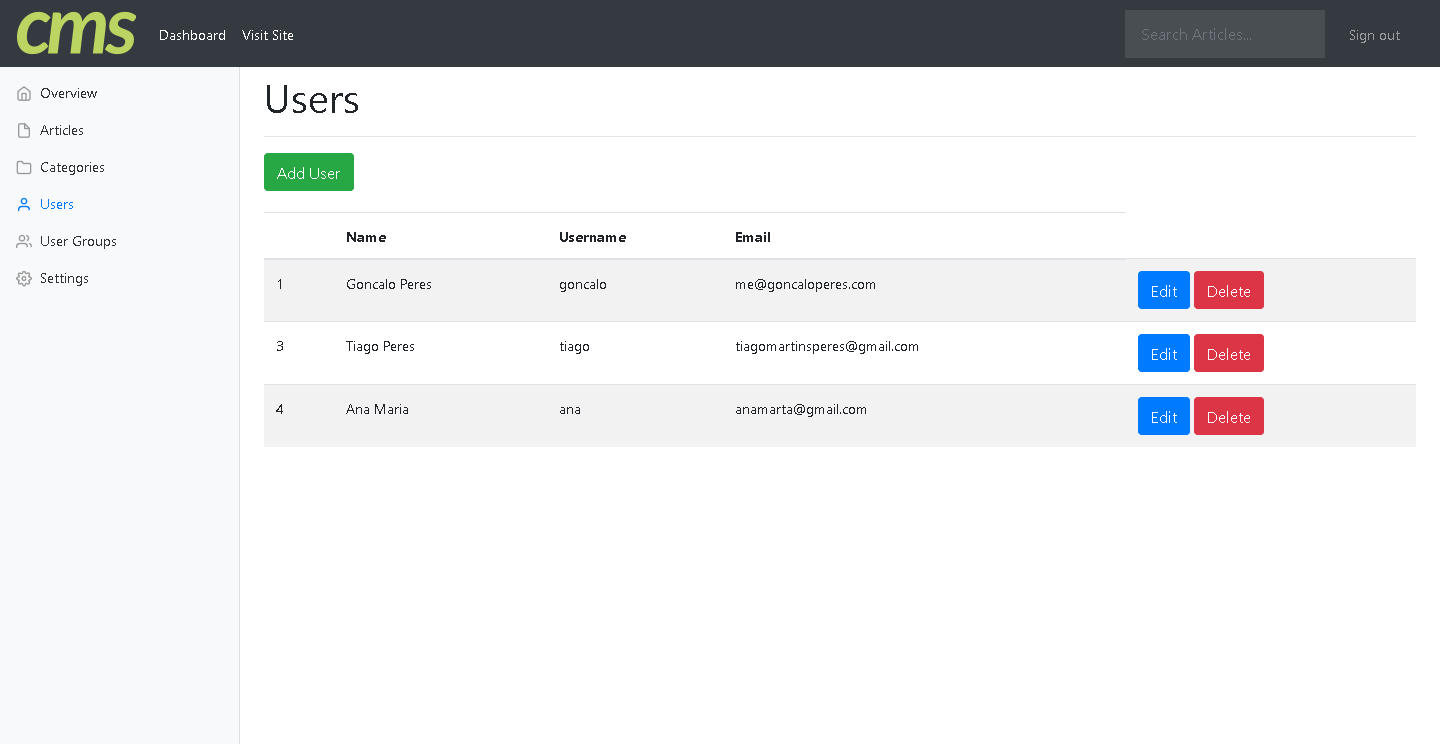 cms Dashboard Visit Site Search Articles... Sign out
Overview
Articles
Categories
Users
User Groups
Settings
Users
Add User
Name Username Email
1 Goncalo Peres goncalo me@goncaloperes.com Edit Delete
3 Tiago Peres tiago tiagomartinsperes@gmail.com Edit Delete
4 Ana Maria ana anamarta@gmail.com Edit Delete